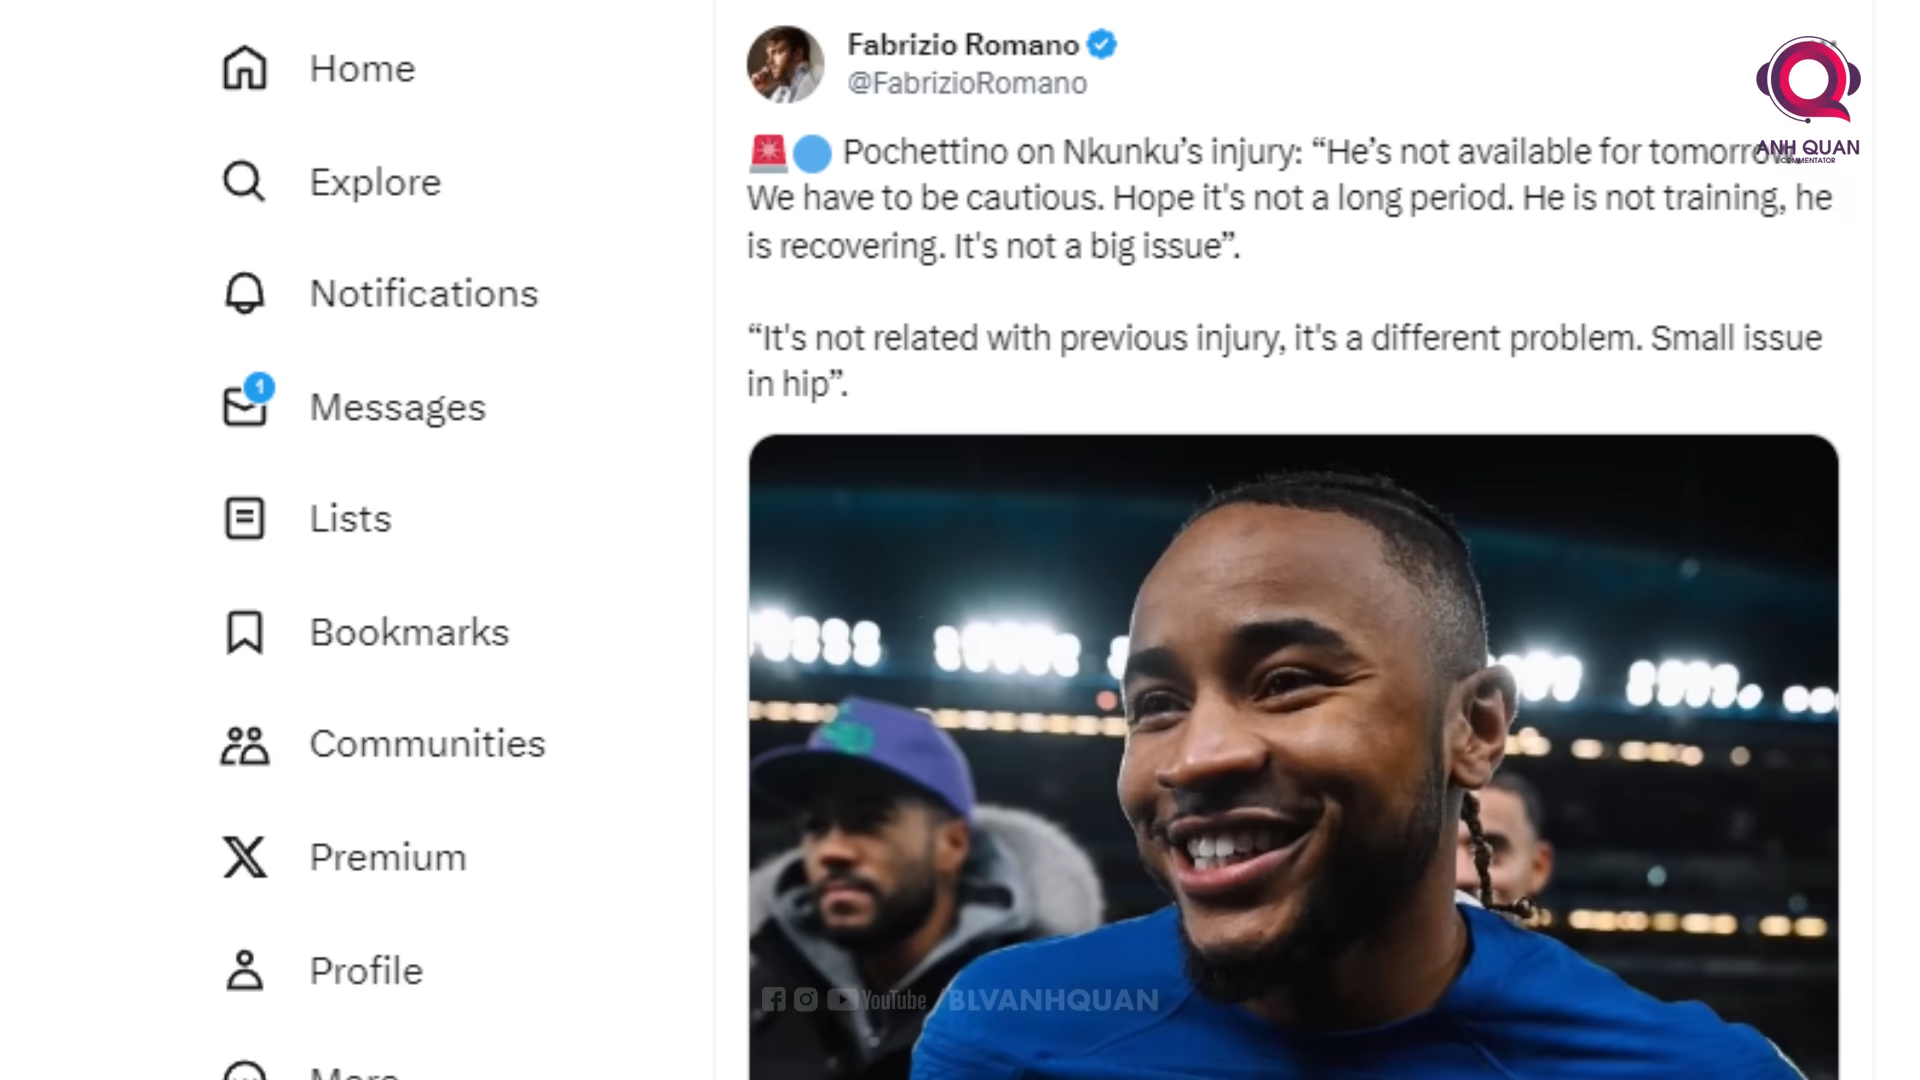 Home
Explore
Notifications
1
Messages
Lists
Bookmarks
Communities
Premium
Profile
More
Fabrizio Romano
@FabrizioRomano
Pochettino on Nkunku’s injury: “He’s not available for tomorrow.
We have to be cautious. Hope it's not a long period. He is not training, he
is recovering. It's not a big issue”.
“It's not related with previous injury, it's a different problem. Small issue
in hip”.
ANH QUAN
COMMENTATOR
YouTube /BLVANHQUAN